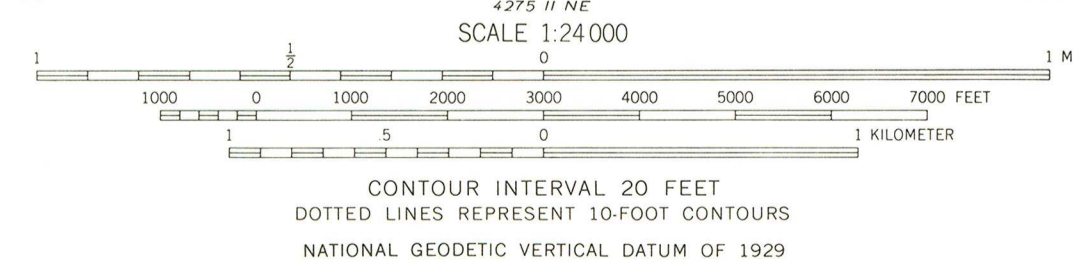 4275 II NE
SCALE 1:24 000
1 1/2 0 1 M
1000 0 1000 2000 3000 4000 5000 6000 7000 FEET
1 .5 0 1 KILOMETER
CONTOUR INTERVAL 20 FEET
DOTTED LINES REPRESENT 10-FOOT CONTOURS
NATIONAL GEODETIC VERTICAL DATUM OF 1929